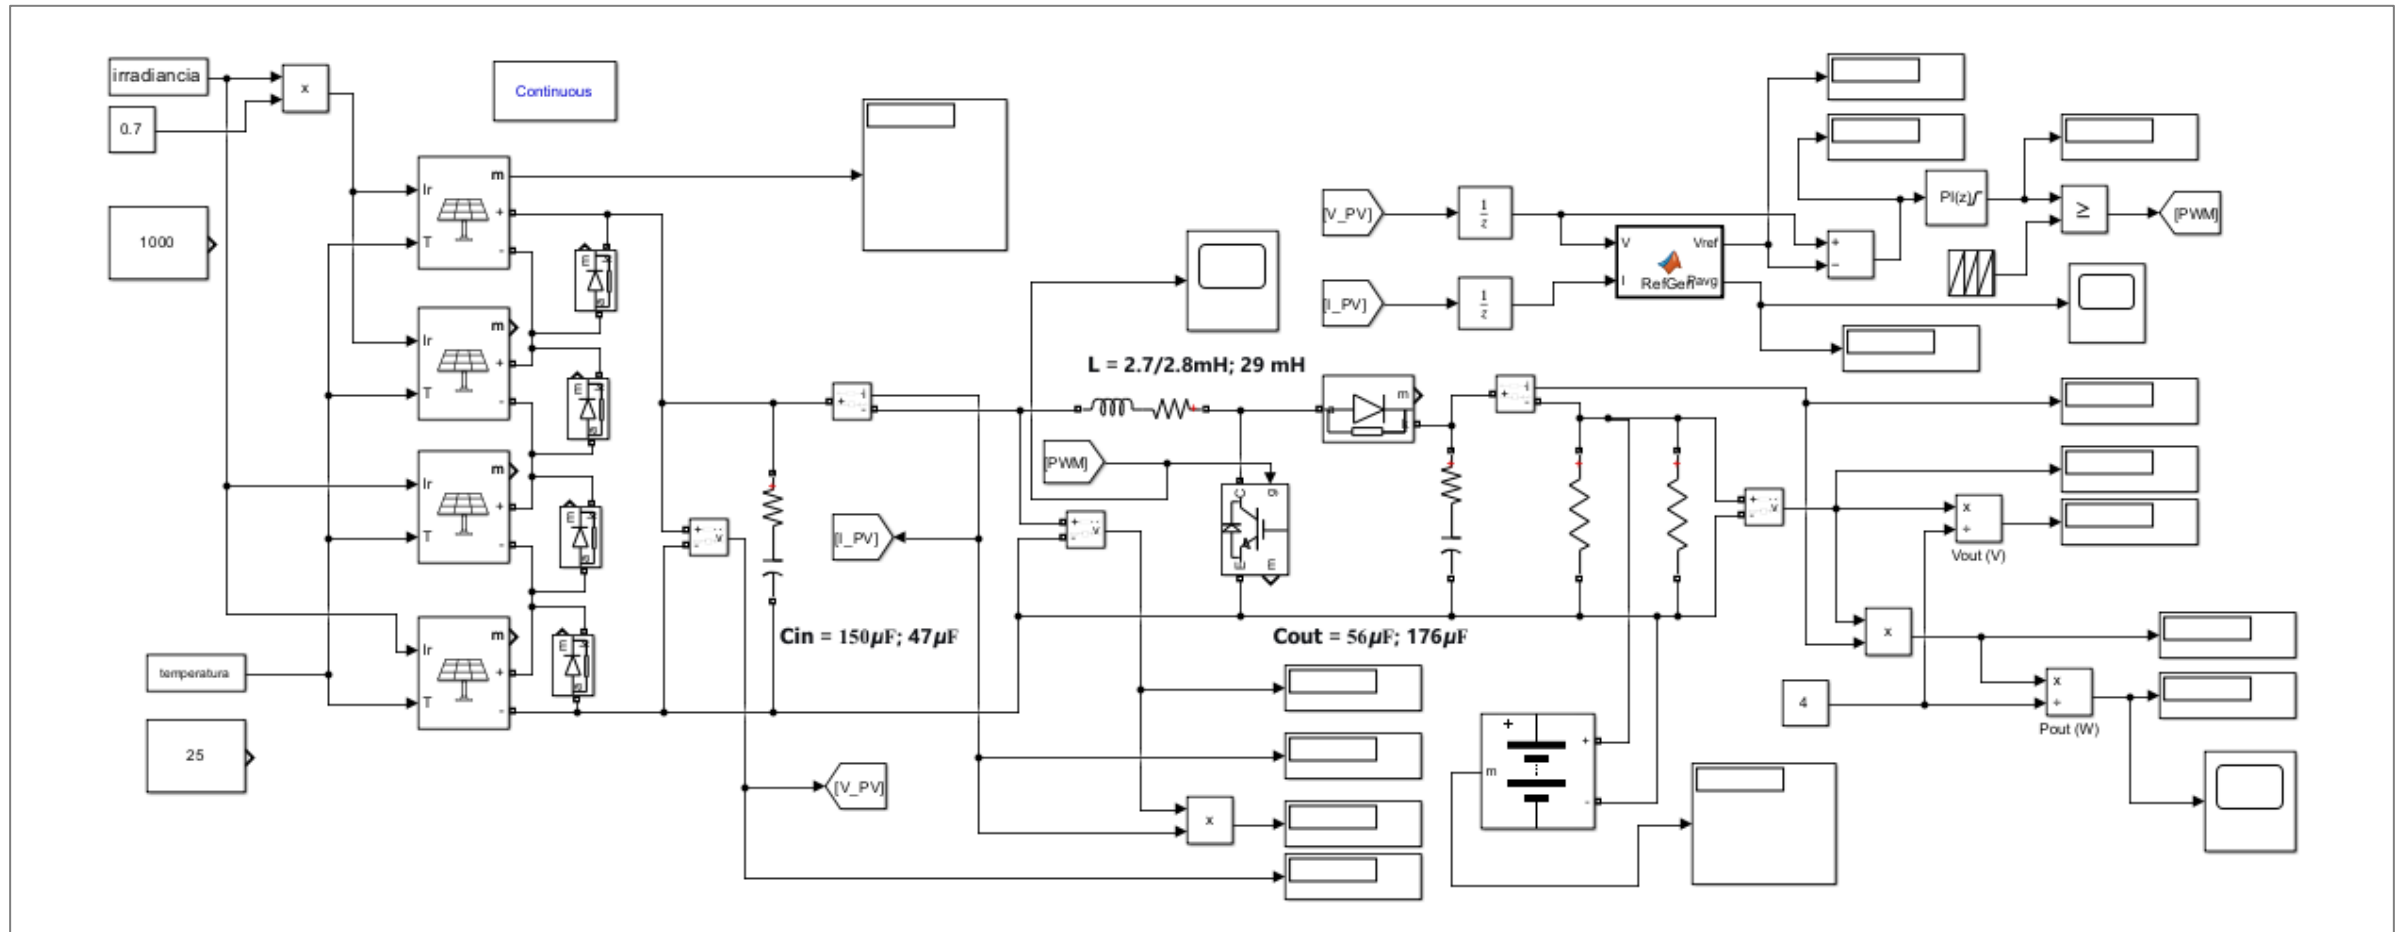 irradiancia
x
0.7
Continuous
1000
Ir
m
+
T
-
Ir
m
+
T
-
Ir
m
+
T
-
Ir
m
+
T
-
temperatura
25
[V_PV]
1
z
[I_PV]
1
z
V
Vref
I
RefGen
Pavg
+
−
PI(z)
≥
[PWM]
L = 2.7/2.8mH; 29 mH
[PWM]
g
C
E
m
m
[I_PV]
Cin = 150µF; 47µF
Cout = 56µF; 176µF
[V_PV]
x
+
m
+
-
x
÷
Vout (V)
x
4
x
÷
Pout (W)